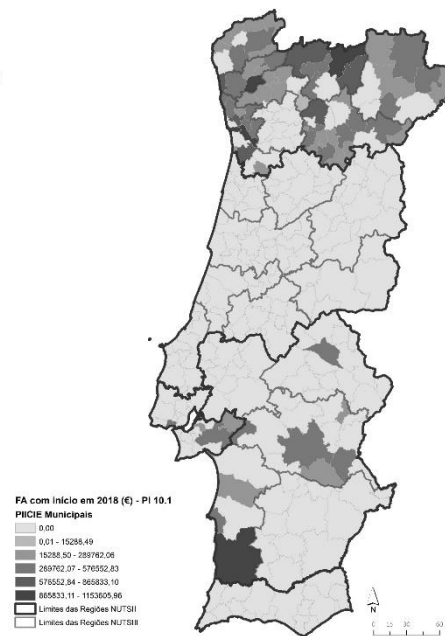 FA com Início em 2018 (€) - PI 10.1
PIICIE Municipais
0,00
0,01 - 15288,49
15288,50 - 289762,06
289762,07 - 576552,83
576552,84 - 865833,10
865833,11 - 1153605,96
Limites das Regiões NUTSII
Limites das Regiões NUTSIII
N
0 15 30 60